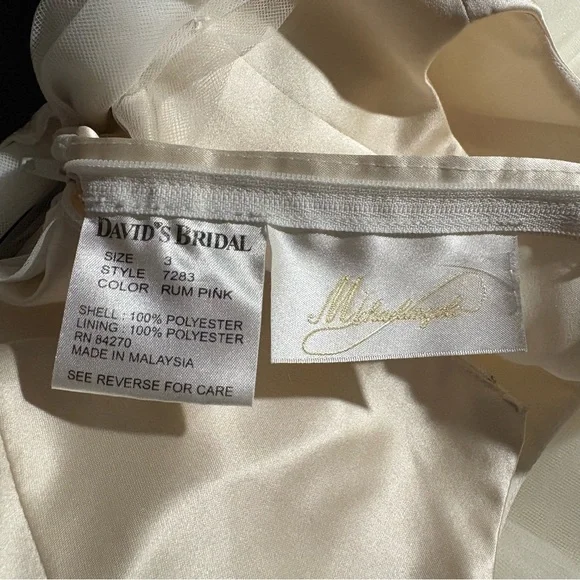 DAVID'S BRIDAL
SIZE 3
STYLE 7283
COLOR RUM PINK
SHELL : 100% POLYESTER
LINING : 100% POLYESTER
RN 84270
MADE IN MALAYSIA
SEE REVERSE FOR CARE
Michaelangelo